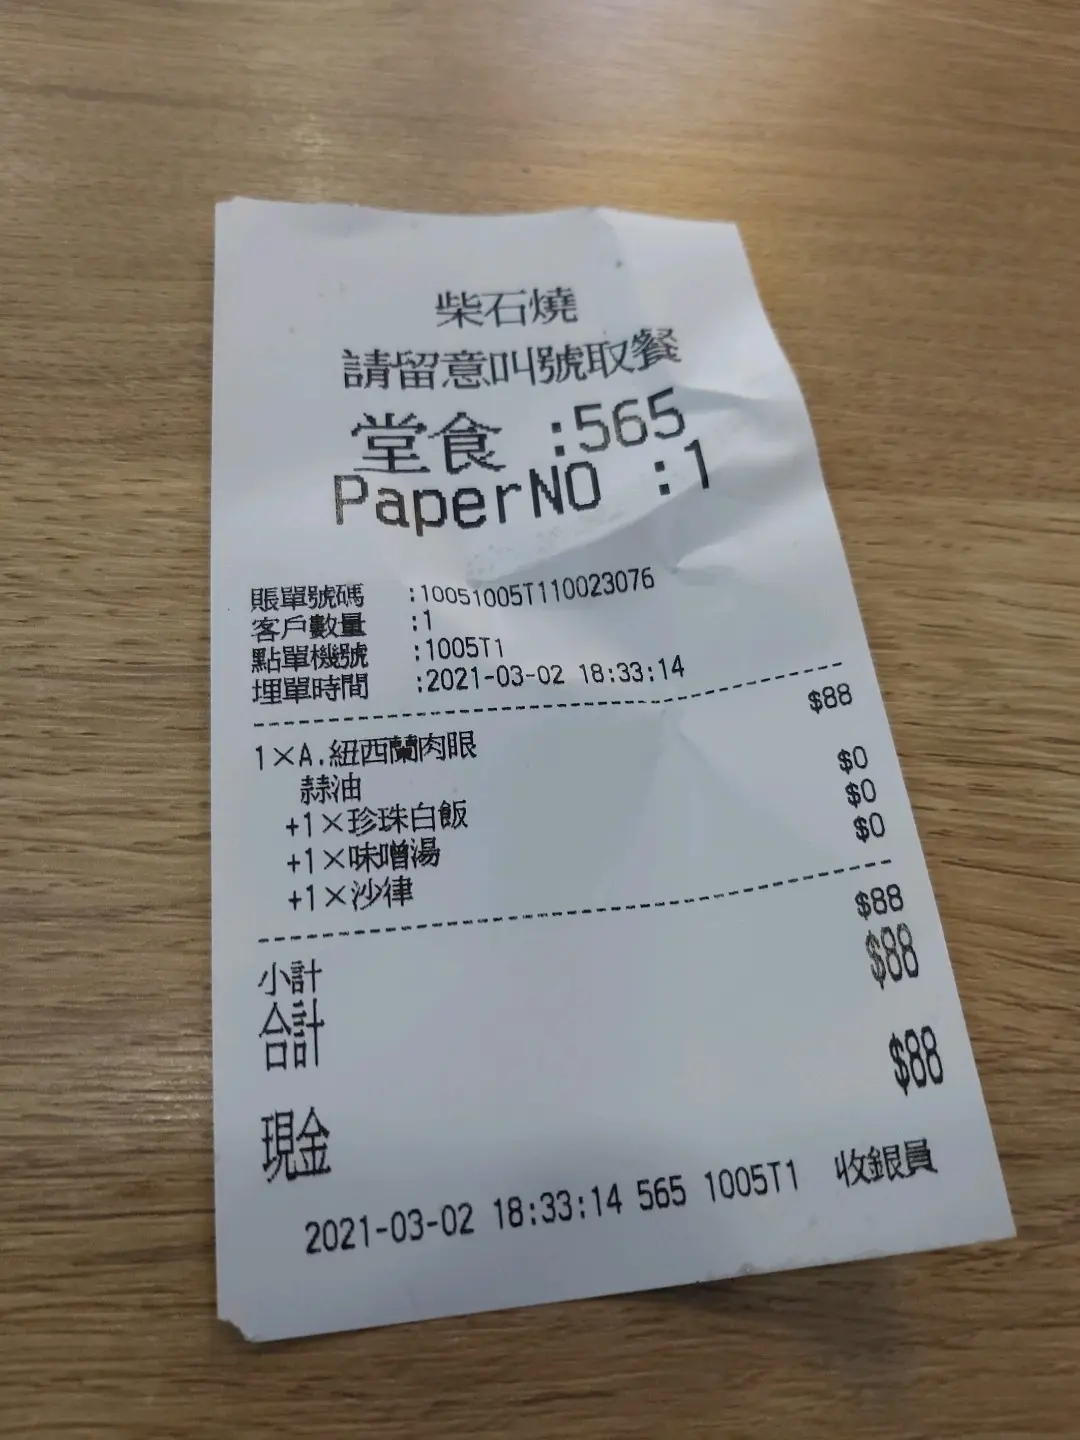 柴石燒
請留意叫號取餐
堂食 :565
PaperNO :1
賬單號碼 :10051005T110023076
客戶數量 :1
點單機號 :1005T1
埋單時間 :2021-03-02 18:33:14
1×A.紐西蘭肉眼 $88
蒜油
+1×珍珠白飯 $0
+1×味噌湯 $0
+1×沙律 $0
小計 $88
合計 $88
現金 $88
2021-03-02 18:33:14 565 1005T1 收銀員